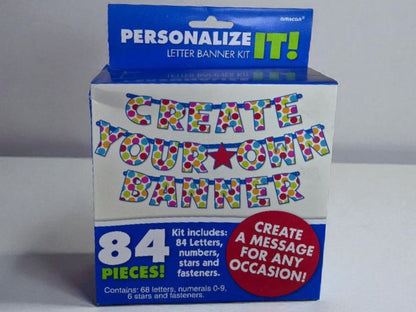 amscan®
PERSONALIZE IT!
LETTER BANNER KIT
CREATE
YOUR★OWN
BANNER
84
PIECES!
Kit includes:
84 Letters,
numbers,
stars and
fasteners.
Contains: 68 letters, numerals 0-9,
6 stars and fasteners.
CREATE
A MESSAGE
FOR ANY
OCCASION!